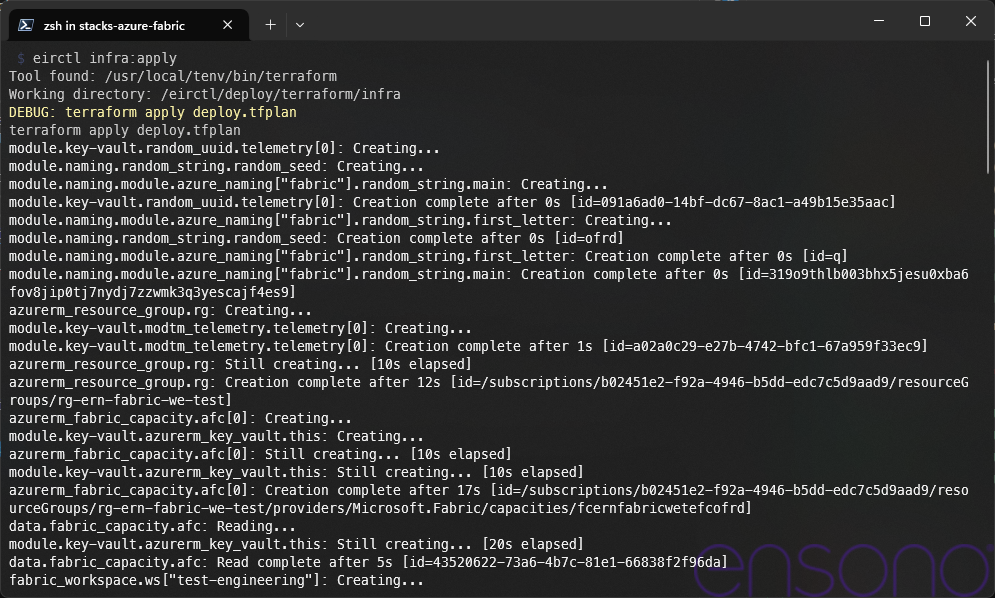 zsh in stacks-azure-fabric
$ eirctl infra:apply
Tool found: /usr/local/tenv/bin/terraform
Working directory: /eirctl/deploy/terraform/infra
DEBUG: terraform apply deploy.tfplan
terraform apply deploy.tfplan
module.key-vault.random_uuid.telemetry[0]: Creating...
module.naming.random_string.random_seed: Creating...
module.naming.module.azure_naming["fabric"].random_string.main: Creating...
module.key-vault.random_uuid.telemetry[0]: Creation complete after 0s [id=091a6ad0-14bf-dc67-8ac1-a49b15e35aac]
module.naming.module.azure_naming["fabric"].random_string.first_letter: Creating...
module.naming.random_string.random_seed: Creation complete after 0s [id=ofrd]
module.naming.module.azure_naming["fabric"].random_string.first_letter: Creation complete after 0s [id=q]
module.naming.module.azure_naming["fabric"].random_string.main: Creation complete after 0s [id=319o9thlb003bhx5jesu0xba6
fov8jip0tj7nydj7zzwmk3q3yescajf4es9]
azurerm_resource_group.rg: Creating...
module.key-vault.modtm_telemetry.telemetry[0]: Creating...
module.key-vault.modtm_telemetry.telemetry[0]: Creation complete after 1s [id=a02a0c29-e27b-4742-bfc1-67a959f33ec9]
azurerm_resource_group.rg: Still creating... [10s elapsed]
azurerm_resource_group.rg: Creation complete after 12s [id=/subscriptions/b02451e2-f92a-4946-b5dd-edc7c5d9aad9/resourceG
roups/rg-ern-fabric-we-test]
azurerm_fabric_capacity.afc[0]: Creating...
module.key-vault.azurerm_key_vault.this: Creating...
azurerm_fabric_capacity.afc[0]: Still creating... [10s elapsed]
module.key-vault.azurerm_key_vault.this: Still creating... [10s elapsed]
azurerm_fabric_capacity.afc[0]: Creation complete after 17s [id=/subscriptions/b02451e2-f92a-4946-b5dd-edc7c5d9aad9/reso
urceGroups/rg-ern-fabric-we-test/providers/Microsoft.Fabric/capacities/fcernfabricwetefcofrd]
data.fabric_capacity.afc: Reading...
module.key-vault.azurerm_key_vault.this: Still creating... [20s elapsed]
data.fabric_capacity.afc: Read complete after 5s [id=43520622-73a6-4b7c-81e1-66838f2f96da]
fabric_workspace.ws["test-engineering"]: Creating...
ensono